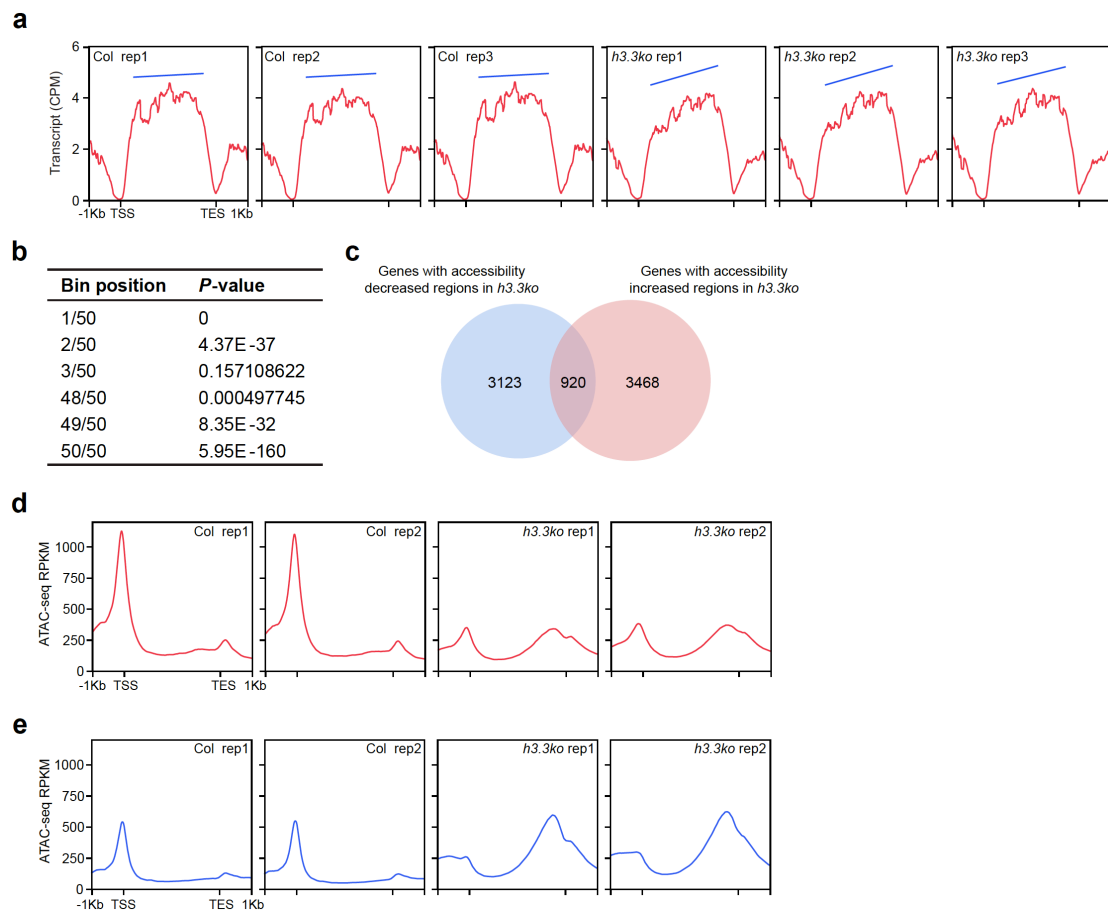 a
Col rep1
Col rep2
Col rep3
h3.3ko rep1
h3.3ko rep2
h3.3ko rep3
Transcript (CPM)
6
4
2
0
-1Kb TSS TES 1Kb
b
Bin position P-value
1/50 0
2/50 4.37E-37
3/50 0.157108622
48/50 0.000497745
49/50 8.35E-32
50/50 5.95E-160
c
Genes with accessibility
decreased regions in h3.3ko
Genes with accessibility
increased regions in h3.3ko
3123 920 3468
d
Col rep1
Col rep2
h3.3ko rep1
h3.3ko rep2
ATAC-seq RPKM
1000
750
500
250
0
-1Kb TSS TES 1Kb
e
Col rep1
Col rep2
h3.3ko rep1
h3.3ko rep2
ATAC-seq RPKM
1000
750
500
250
0
-1Kb TSS TES 1Kb